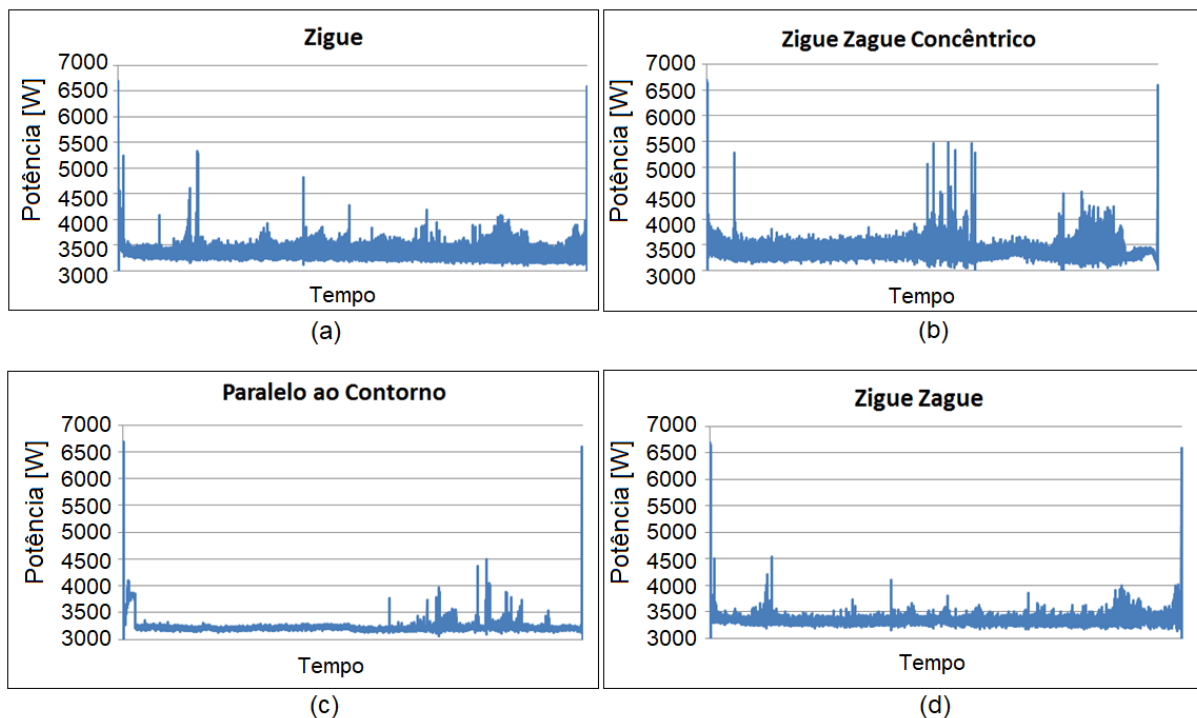 Zigue
Potência [W]
7000
6500
6000
5500
5000
4500
4000
3500
3000
Tempo
(a)
Zigue Zague Concêntrico
Potência [W]
7000
6500
6000
5500
5000
4500
4000
3500
3000
Tempo
(b)
Paralelo ao Contorno
Potência [W]
7000
6500
6000
5500
5000
4500
4000
3500
3000
Tempo
(c)
Zigue Zague
Potência [W]
7000
6500
6000
5500
5000
4500
4000
3500
3000
Tempo
(d)